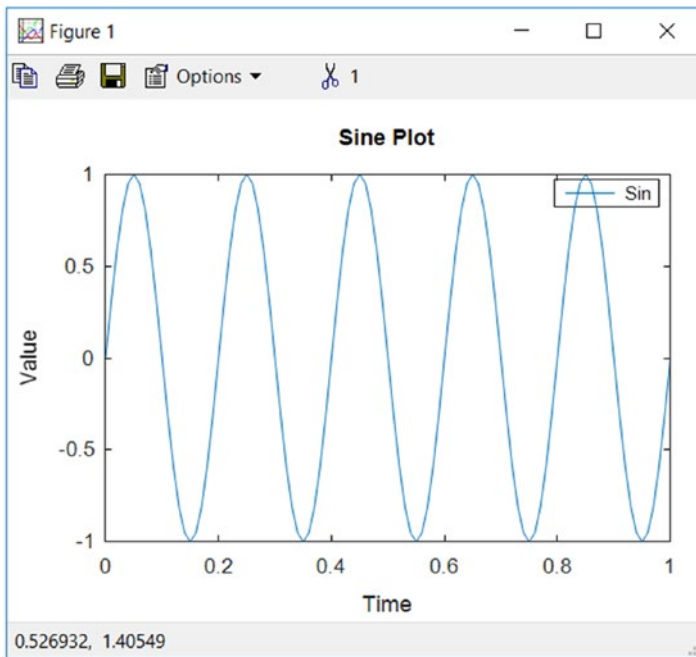 Figure 1
Options 1
Sine Plot
Sin
1
0.5
0
-0.5
-1
Value
0 0.2 0.4 0.6 0.8 1
Time
0.526932, 1.40549